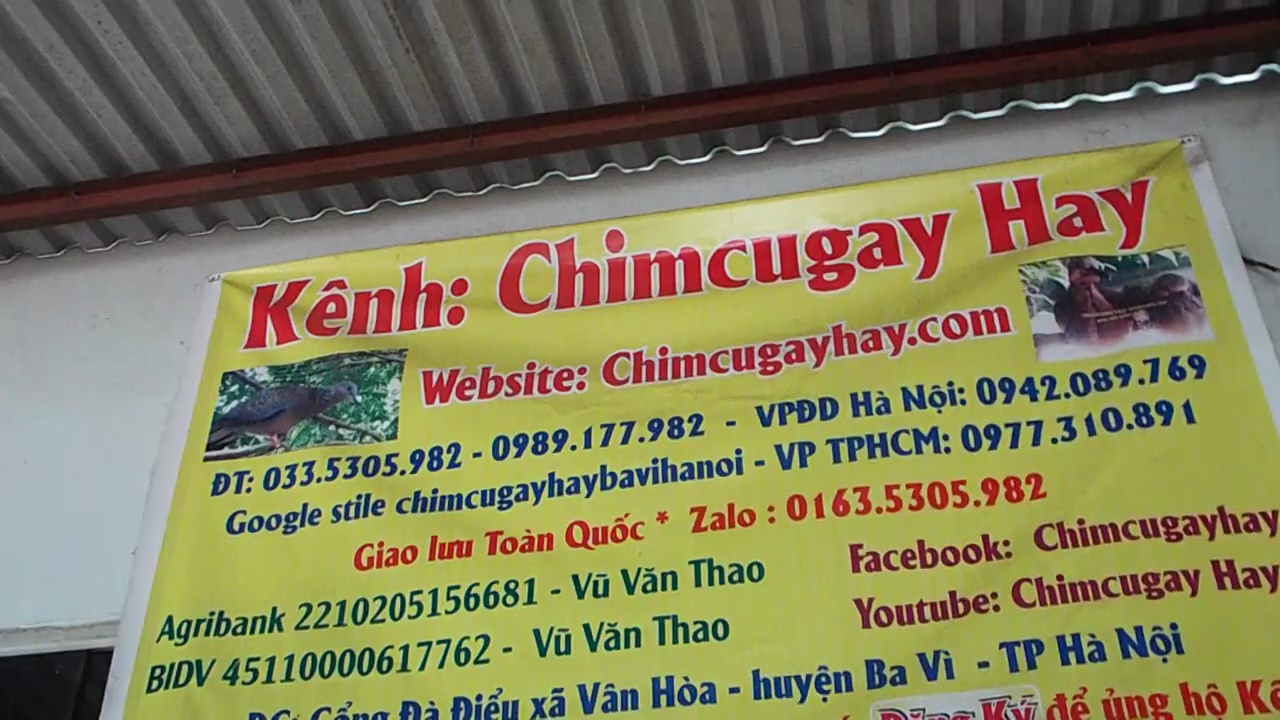 Kênh: Chimcugay Hay
Website: Chimcugayhay.com
ĐT: 033.5305.982 - 0989.177.982 - VPĐD Hà Nội: 0942.089.769
Google stile chimcugayhaybavihanoi - VP TPHCM: 0977.310.891
Giao lưu Toàn Quốc * Zalo : 0163.5305.982
Agribank 2210205156681 - Vũ Văn Thao
Facebook: Chimcugayhay
BIDV 45110000617762 - Vũ Văn Thao
Youtube: Chimcugay Hay
ĐC: Cổng Đà Điểu xã Vân Hòa - huyện Ba Vì - TP Hà Nội
Đăng Ký để ủng hộ